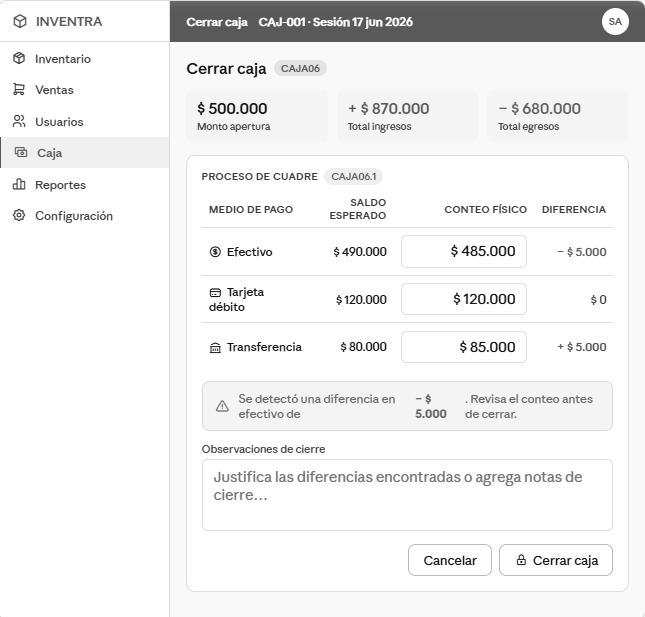 INVENTRA
Cerrar caja CAJ-001 · Sesión 17 jun 2026
SA
Inventario
Ventas
Usuarios
Caja
Reportes
Configuración
Cerrar caja CAJA06
$ 500.000
Monto apertura
+ $ 870.000
Total ingresos
− $ 680.000
Total egresos
PROCESO DE CUADRE CAJA06.1
MEDIO DE PAGO
SALDO
ESPERADO
CONTEO FÍSICO
DIFERENCIA
Efectivo $ 490.000 $ 485.000 − $ 5.000
Tarjeta
débito
$ 120.000 $ 120.000 $ 0
Transferencia $ 80.000 $ 85.000 + $ 5.000
Se detectó una diferencia en
efectivo de
− $
5.000
. Revisa el conteo antes
de cerrar.
Observaciones de cierre
Justifica las diferencias encontradas o agrega notas de
cierre…
Cancelar
Cerrar caja